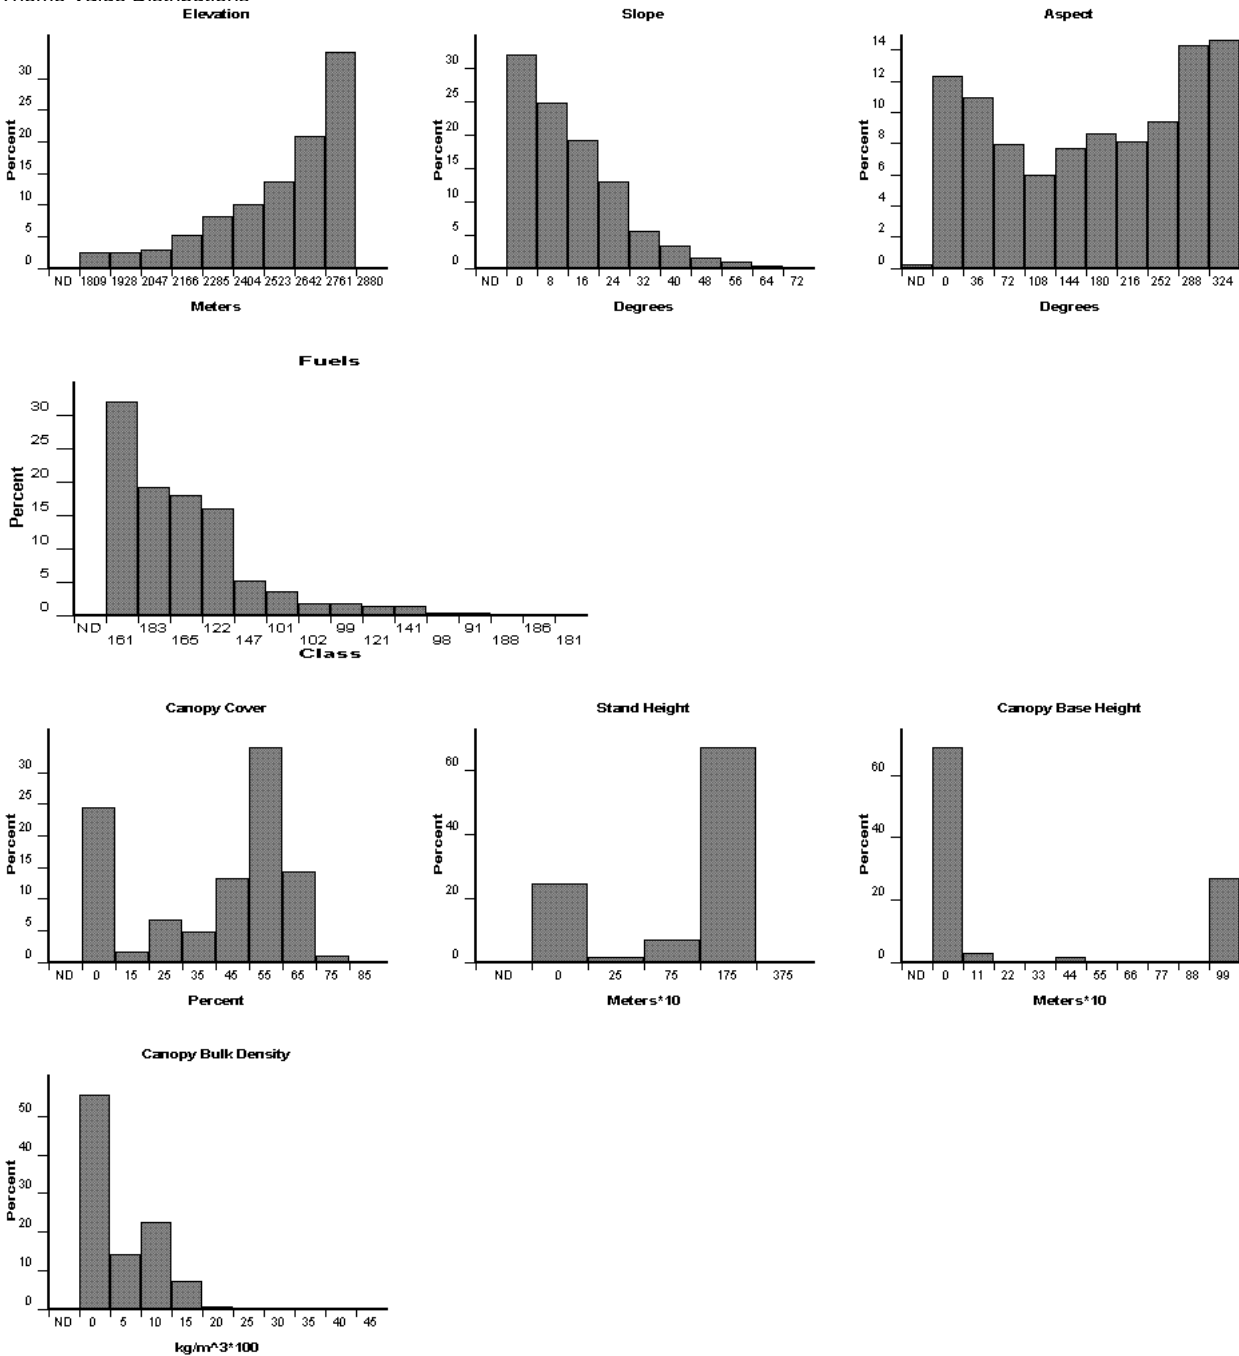 Elevation
Percent
30
25
20
15
10
5
0
ND 1809 1928 2047 2166 2285 2404 2523 2642 2761 2880
Meters
Slope
Percent
30
25
20
15
10
5
0
ND 0 8 16 24 32 40 48 56 64 72
Degrees
Aspect
Percent
14
12
10
8
6
4
2
0
ND 0 36 72 108 144 180 216 252 288 324
Degrees
Fuels
Percent
30
25
20
15
10
5
0
ND 161 183 165 122 147 101 102 99 121 141 98 91 188 186 181
Class
Canopy Cover
Percent
30
25
20
15
10
5
0
ND 0 15 25 35 45 55 65 75 85
Percent
Stand Height
Percent
60
40
20
0
ND 0 25 75 175 375
Meters*10
Canopy Base Height
Percent
60
40
20
0
ND 0 11 22 33 44 55 66 77 88 99
Meters*10
Canopy Bulk Density
Percent
50
40
30
20
10
0
ND 0 5 10 15 20 25 30 35 40 45
kg/m^3*100